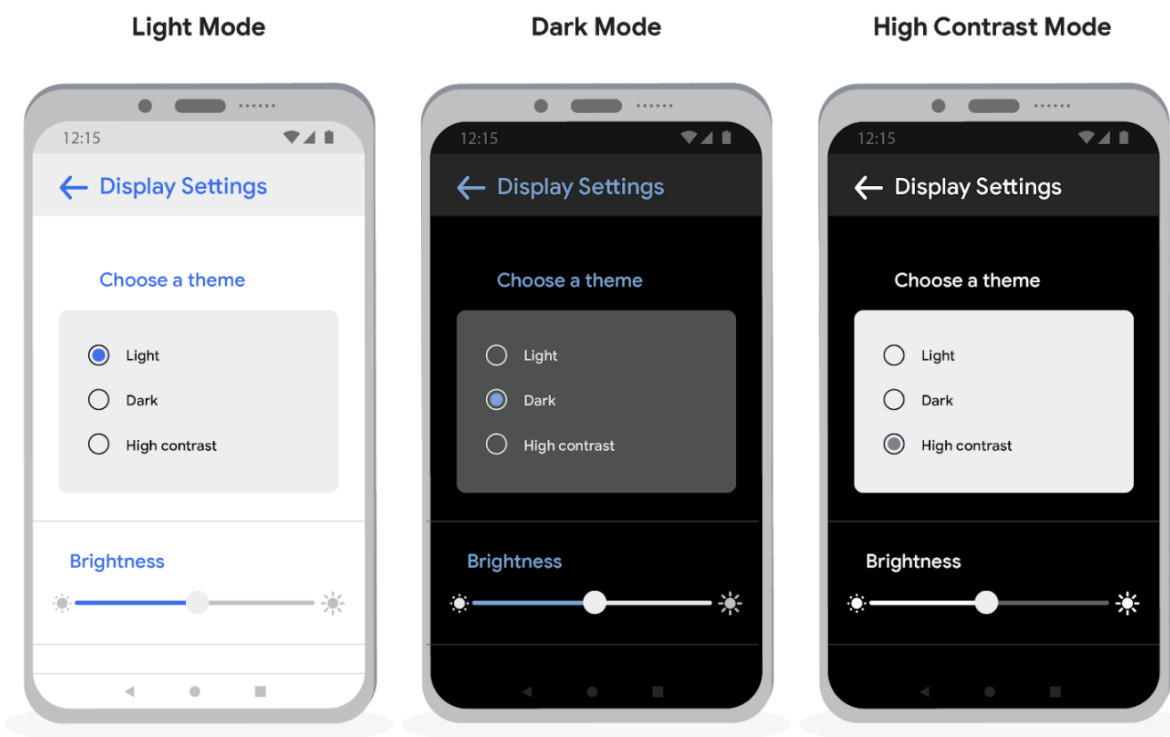 Light Mode
12:15
Display Settings
Choose a theme
Light
Dark
High contrast
Brightness
Dark Mode
12:15
Display Settings
Choose a theme
Light
Dark
High contrast
Brightness
High Contrast Mode
12:15
Display Settings
Choose a theme
Light
Dark
High contrast
Brightness